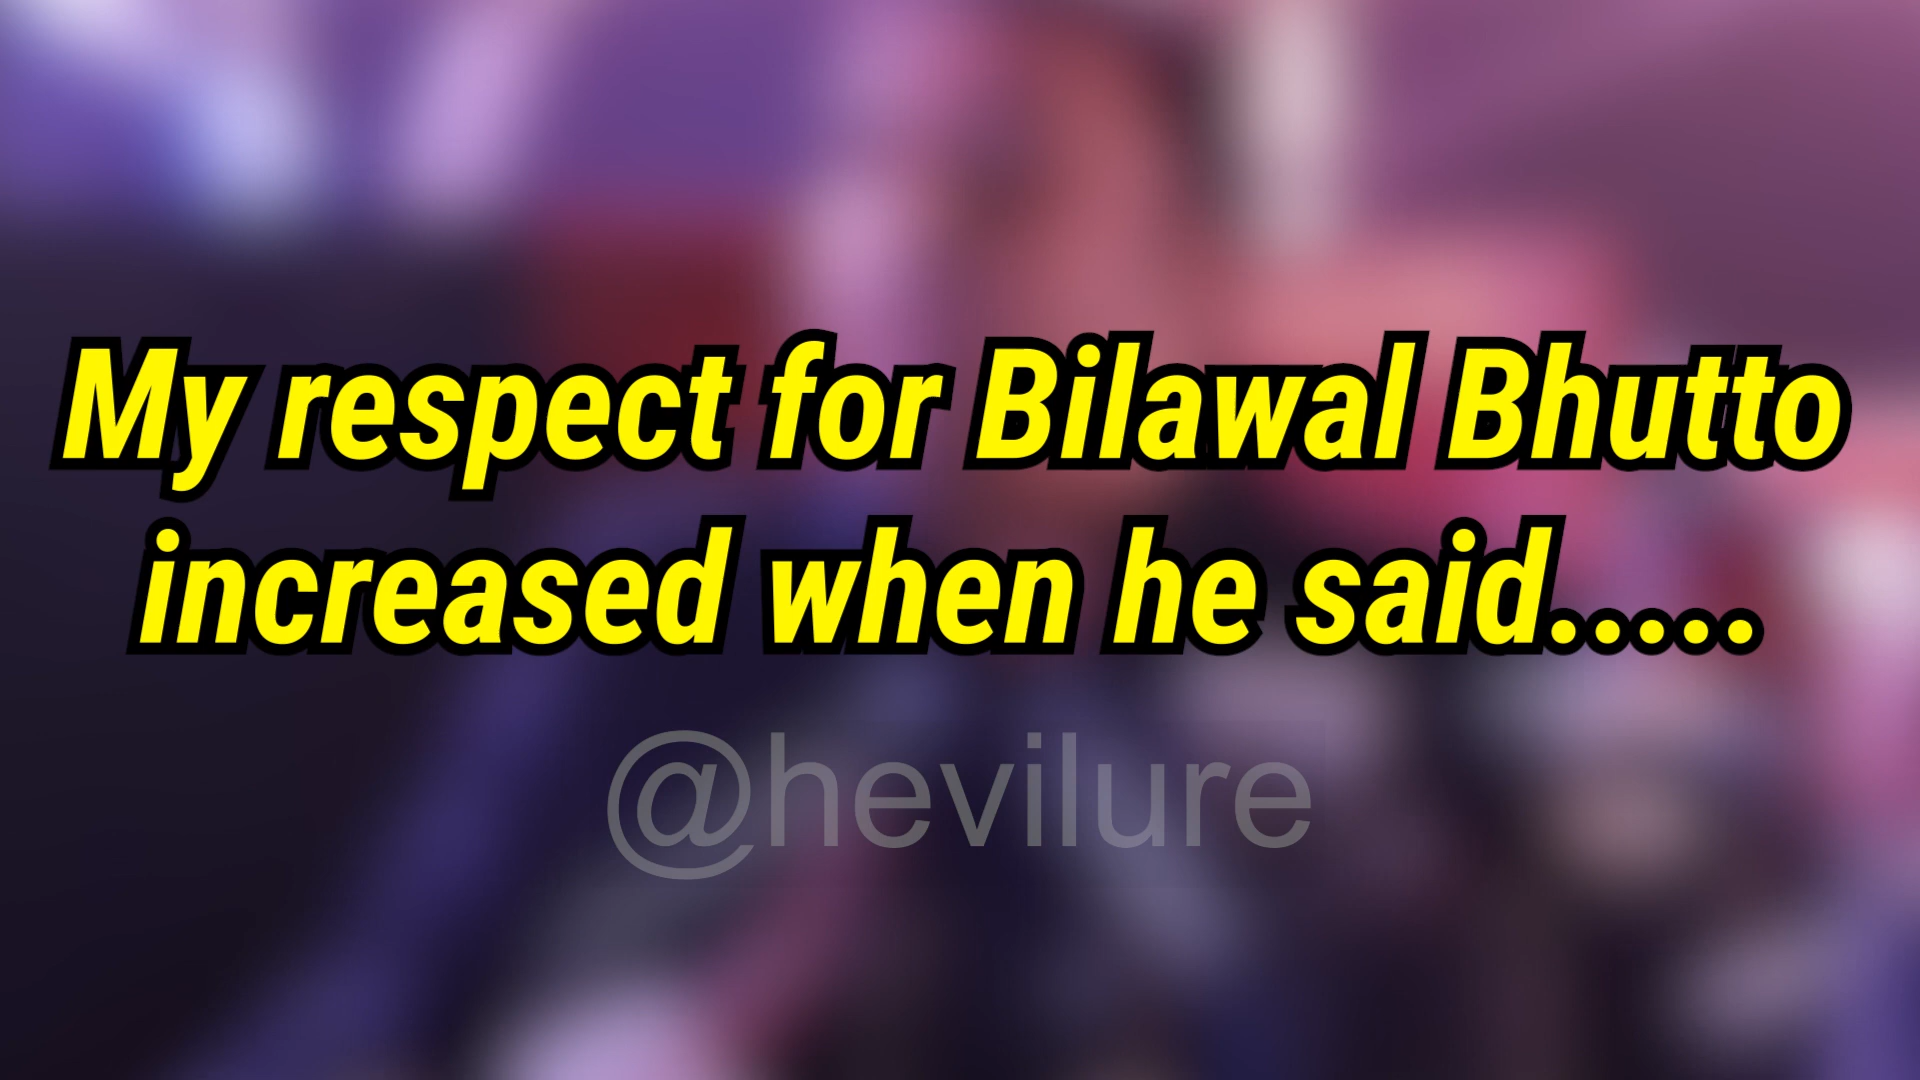 My respect for Bilawal Bhutto
increased when he said.....
@hevilure